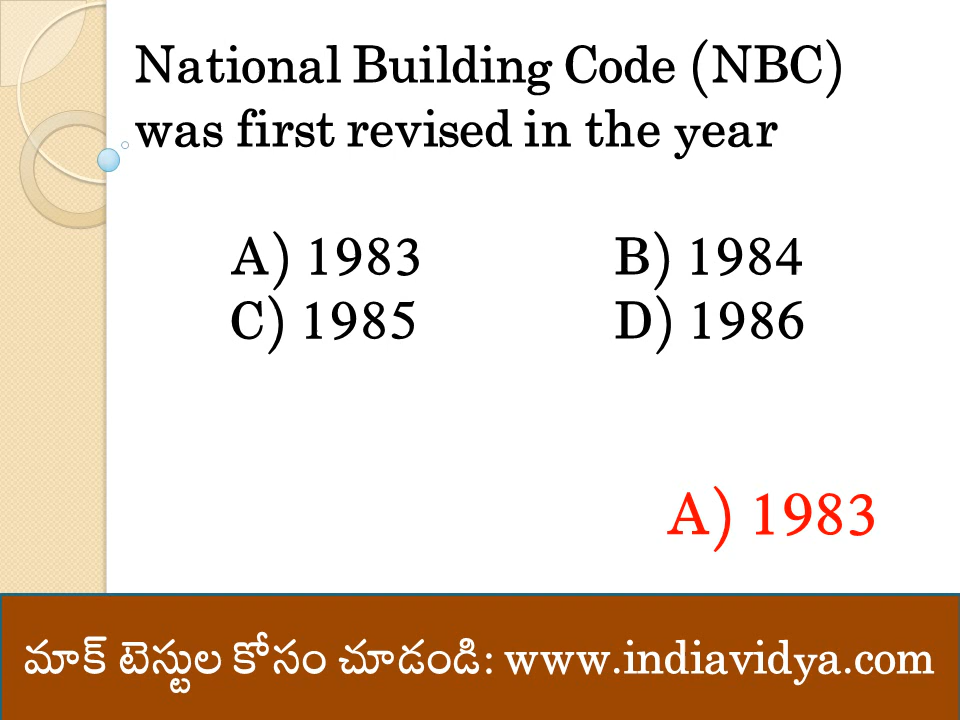 National Building Code (NBC)
was first revised in the year
A) 1983 B) 1984
C) 1985 D) 1986
A) 1983
మాక్ టెస్టుల కోసం చూడండి: www.indiavidya.com